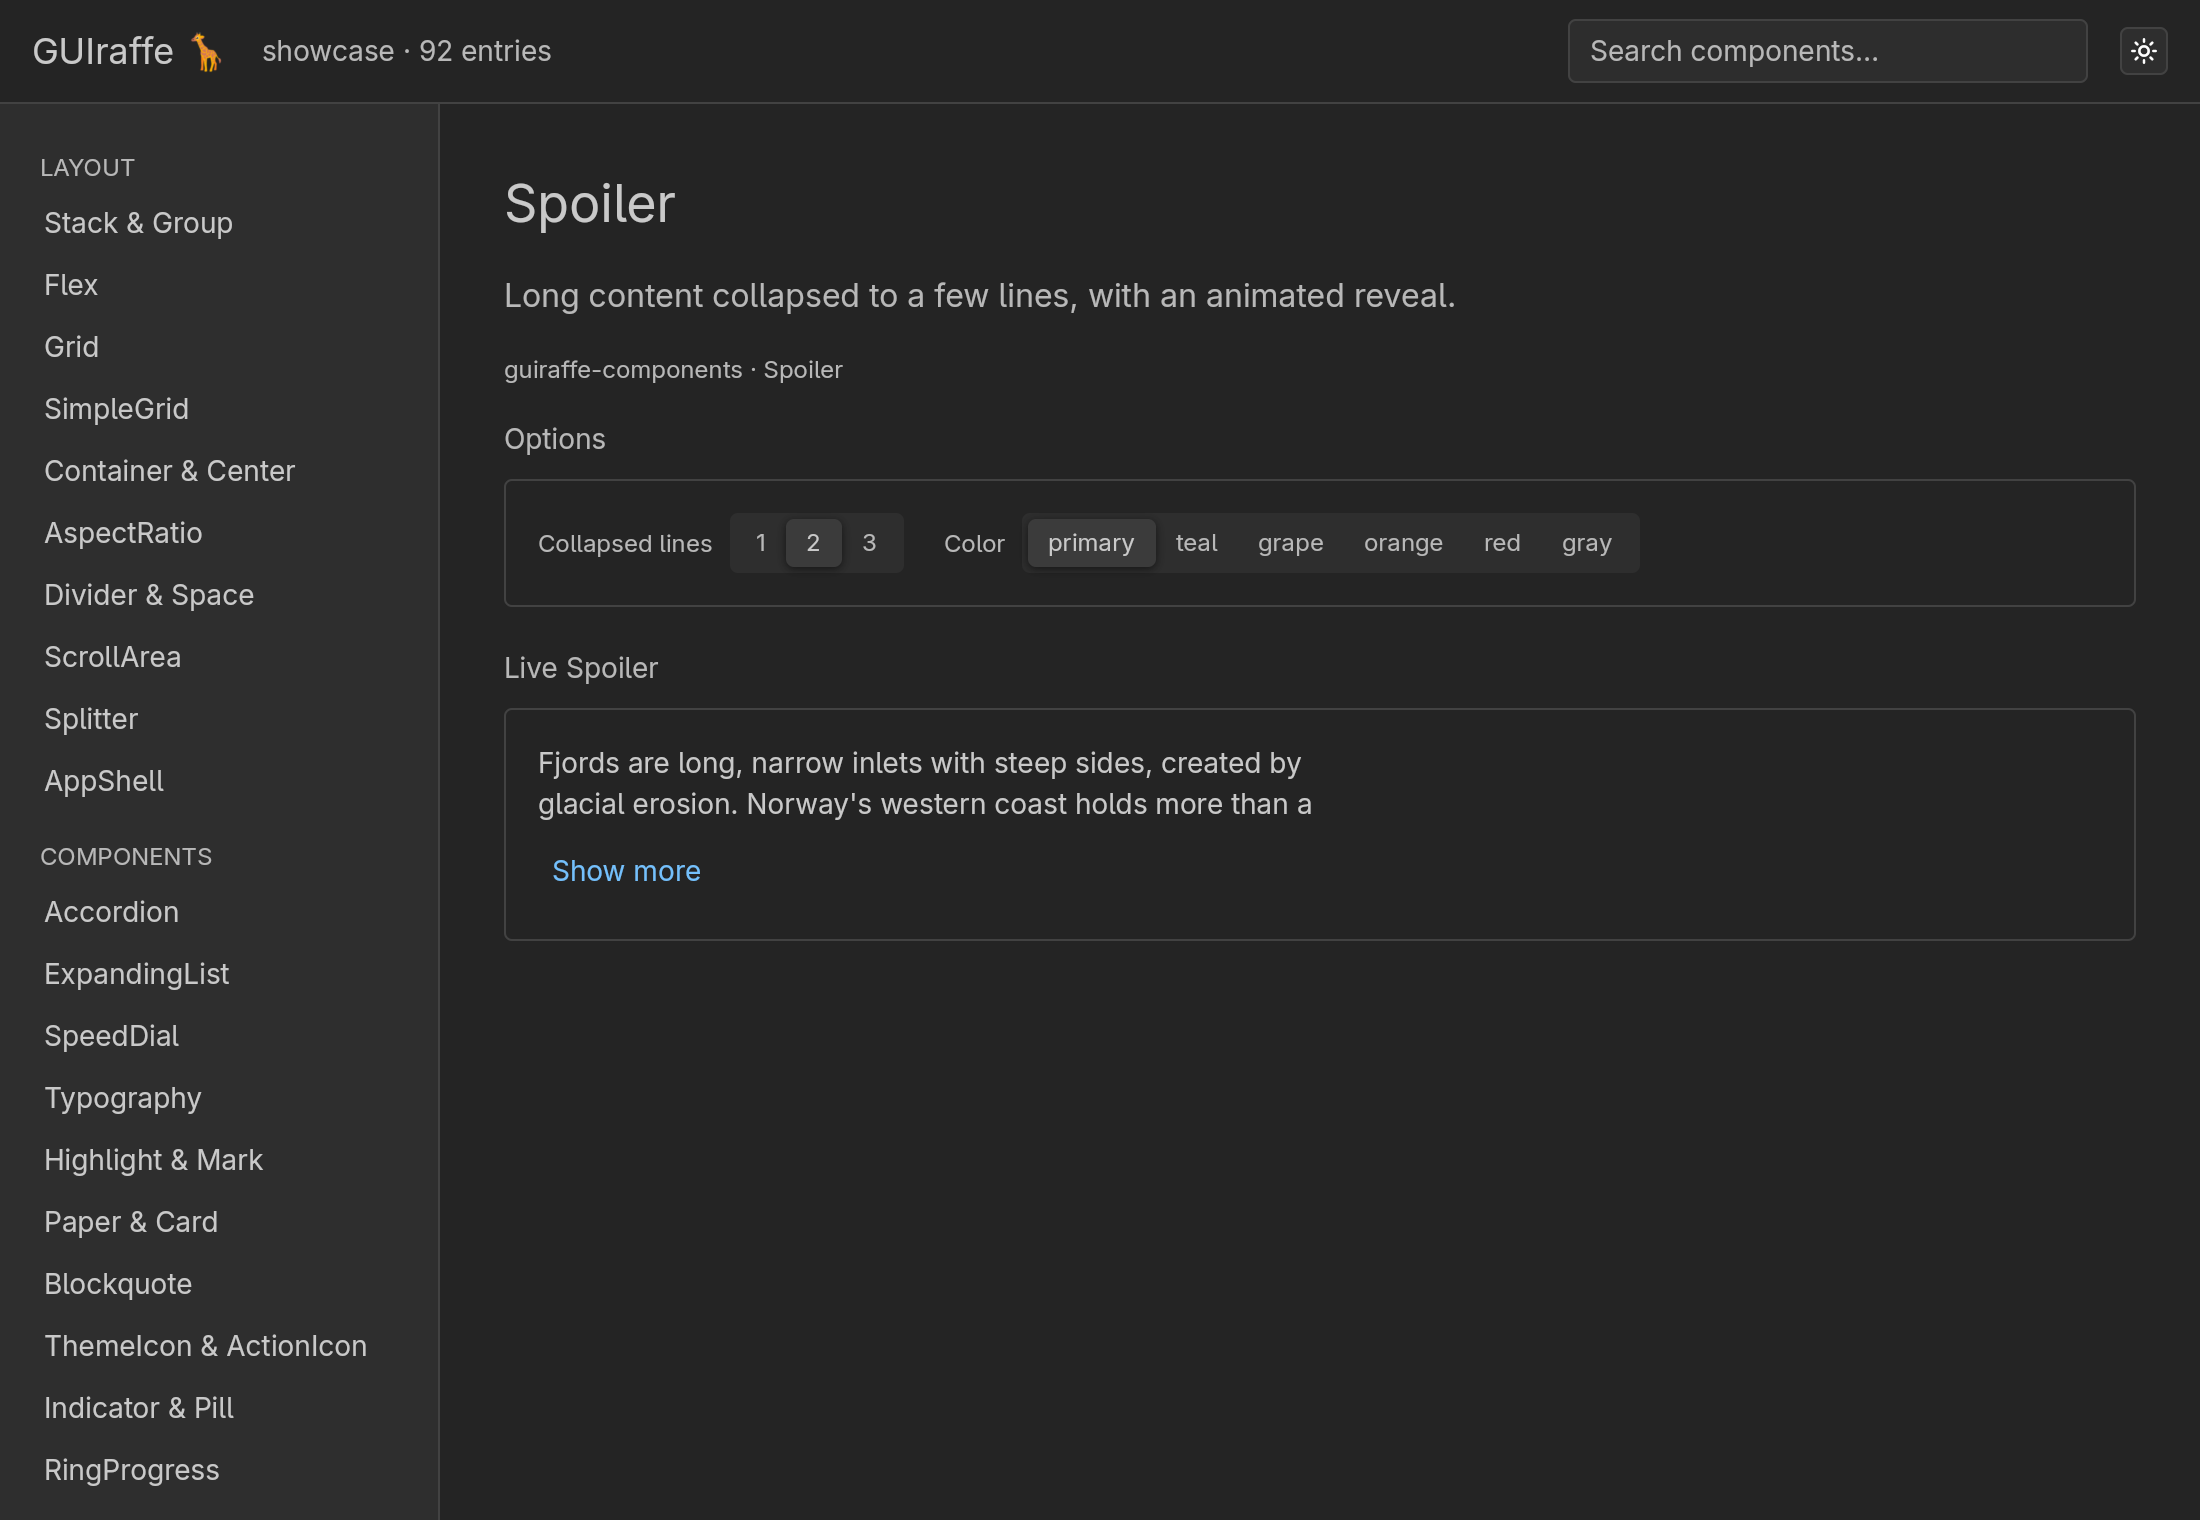 GUIraffe 🦒 showcase · 92 entries
Search components...
LAYOUT
Stack & Group
Flex
Grid
SimpleGrid
Container & Center
AspectRatio
Divider & Space
ScrollArea
Splitter
AppShell
COMPONENTS
Accordion
ExpandingList
SpeedDial
Typography
Highlight & Mark
Paper & Card
Blockquote
ThemeIcon & ActionIcon
Indicator & Pill
RingProgress
Spoiler
Long content collapsed to a few lines, with an animated reveal.
guiraffe-components · Spoiler
Options
Collapsed lines 1 2 3 Color primary teal grape orange red gray
Live Spoiler
Fjords are long, narrow inlets with steep sides, created by
glacial erosion. Norway's western coast holds more than a
Show more